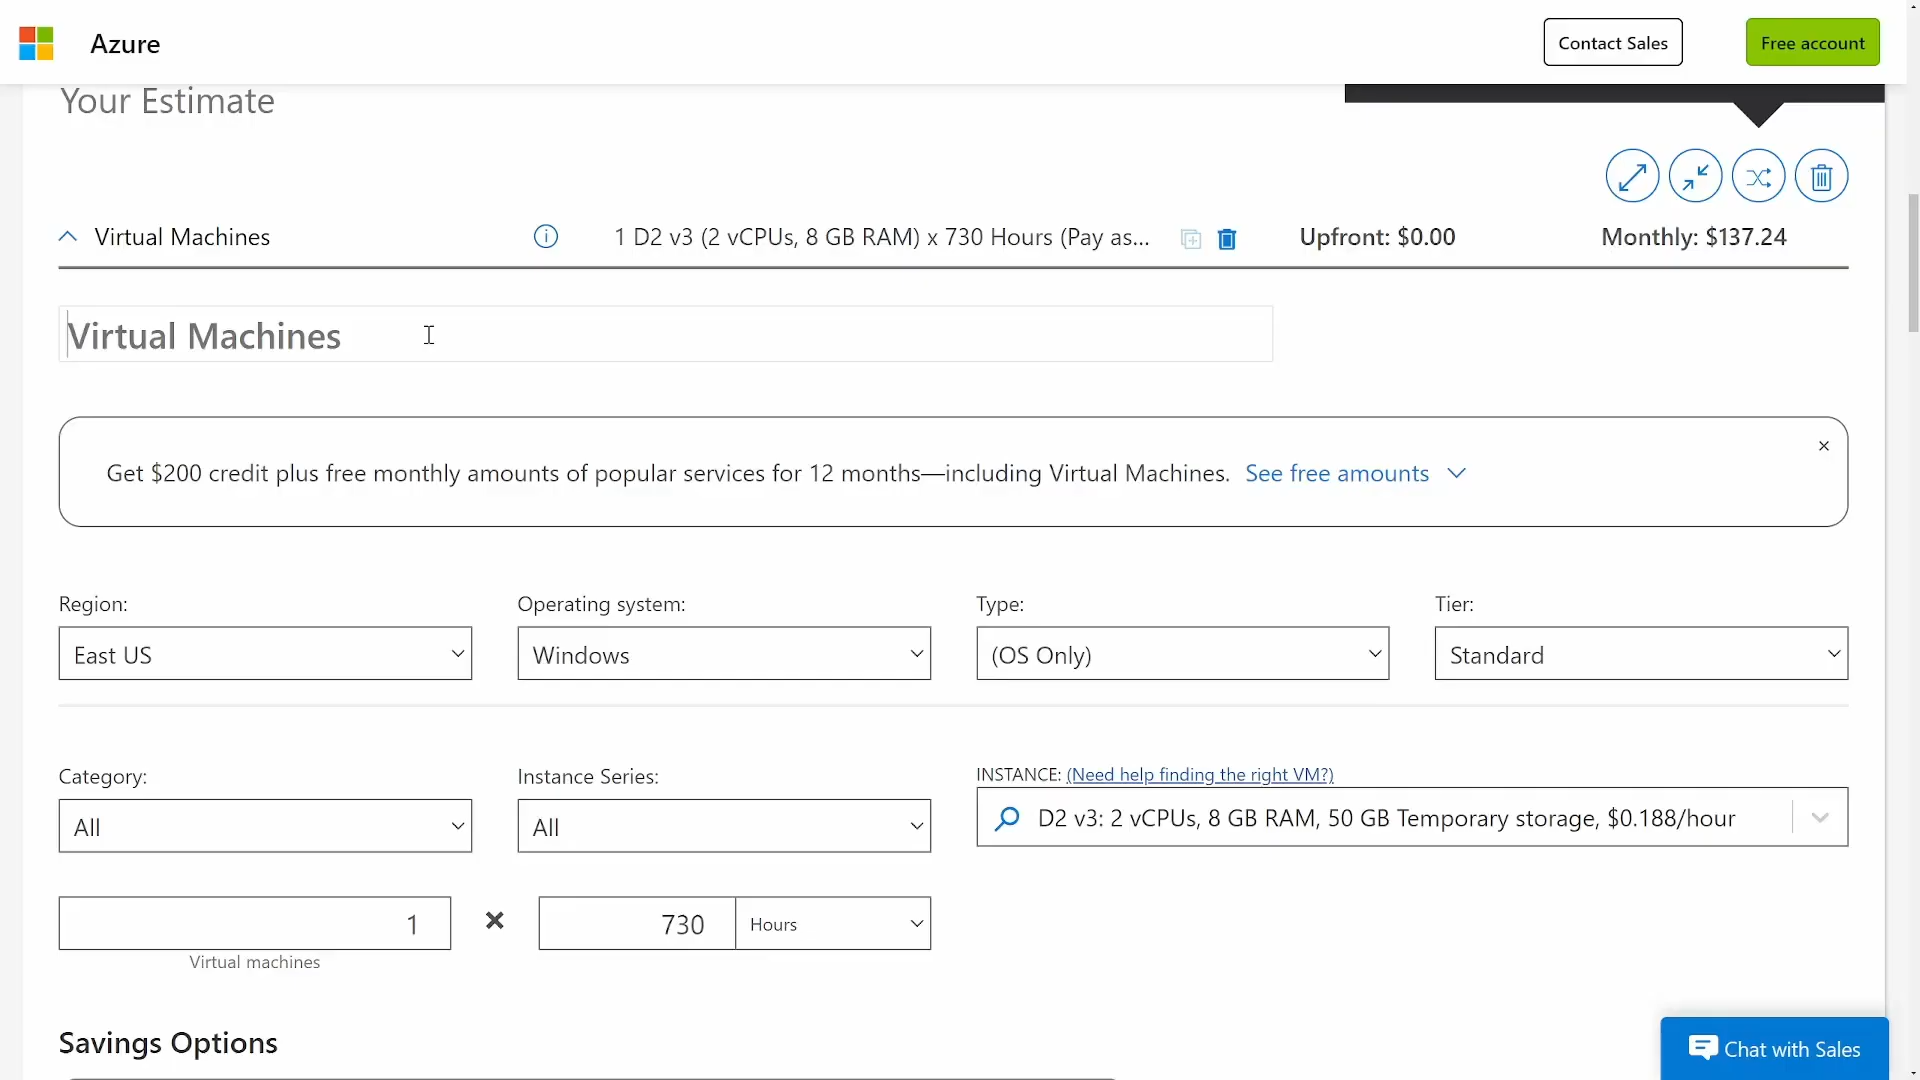 Azure
Contact Sales
Free account
Your Estimate
Virtual Machines
1 D2 v3 (2 vCPUs, 8 GB RAM) x 730 Hours (Pay as...
Upfront: $0.00
Monthly: $137.24
Virtual Machines
Get $200 credit plus free monthly amounts of popular services for 12 months—including Virtual Machines. See free amounts
Region:
Operating system:
Type:
Tier:
East US
Windows
(OS Only)
Standard
Category:
Instance Series:
INSTANCE: (Need help finding the right VM?)
All
All
D2 v3: 2 vCPUs, 8 GB RAM, 50 GB Temporary storage, $0.188/hour
1
730
Hours
Virtual machines
Savings Options
Chat with Sales